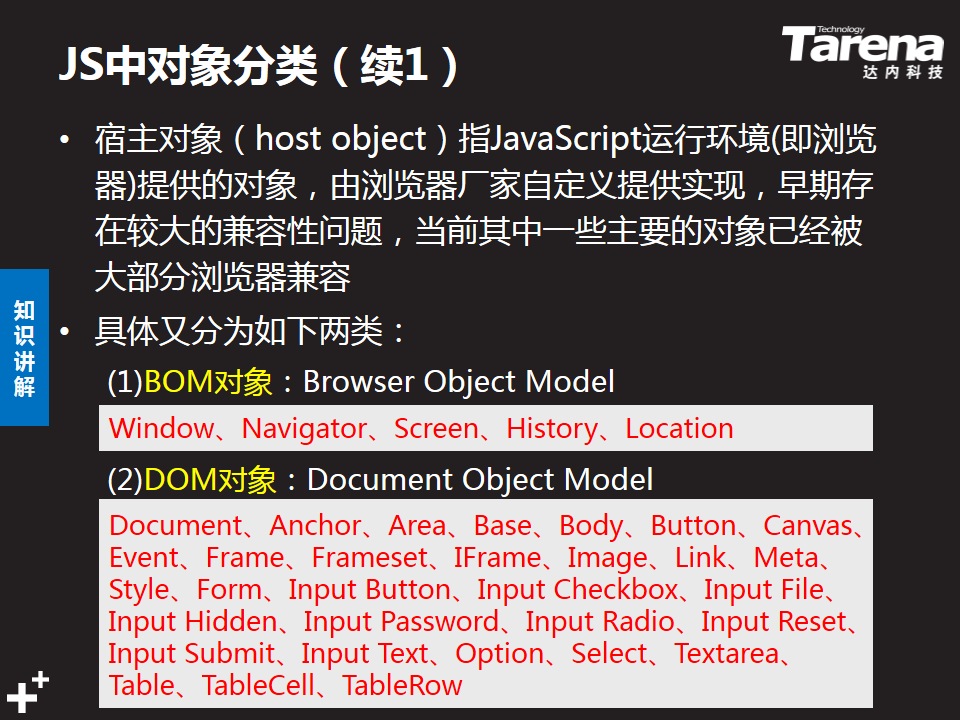 JS中对象分类（续1）
Technology
Tarena
达内科技
• 宿主对象（host object）指JavaScript运行环境(即浏览
器)提供的对象，由浏览器厂家自定义提供实现，早期存
在较大的兼容性问题，当前其中一些主要的对象已经被
大部分浏览器兼容
知识讲解
• 具体又分为如下两类：
(1)BOM对象：Browser Object Model
Window、Navigator、Screen、History、Location
(2)DOM对象：Document Object Model
Document、Anchor、Area、Base、Body、Button、Canvas、
Event、Frame、Frameset、IFrame、Image、Link、Meta、
Style、Form、Input Button、Input Checkbox、Input File、
Input Hidden、Input Password、Input Radio、Input Reset、
Input Submit、Input Text、Option、Select、Textarea、
Table、TableCell、TableRow